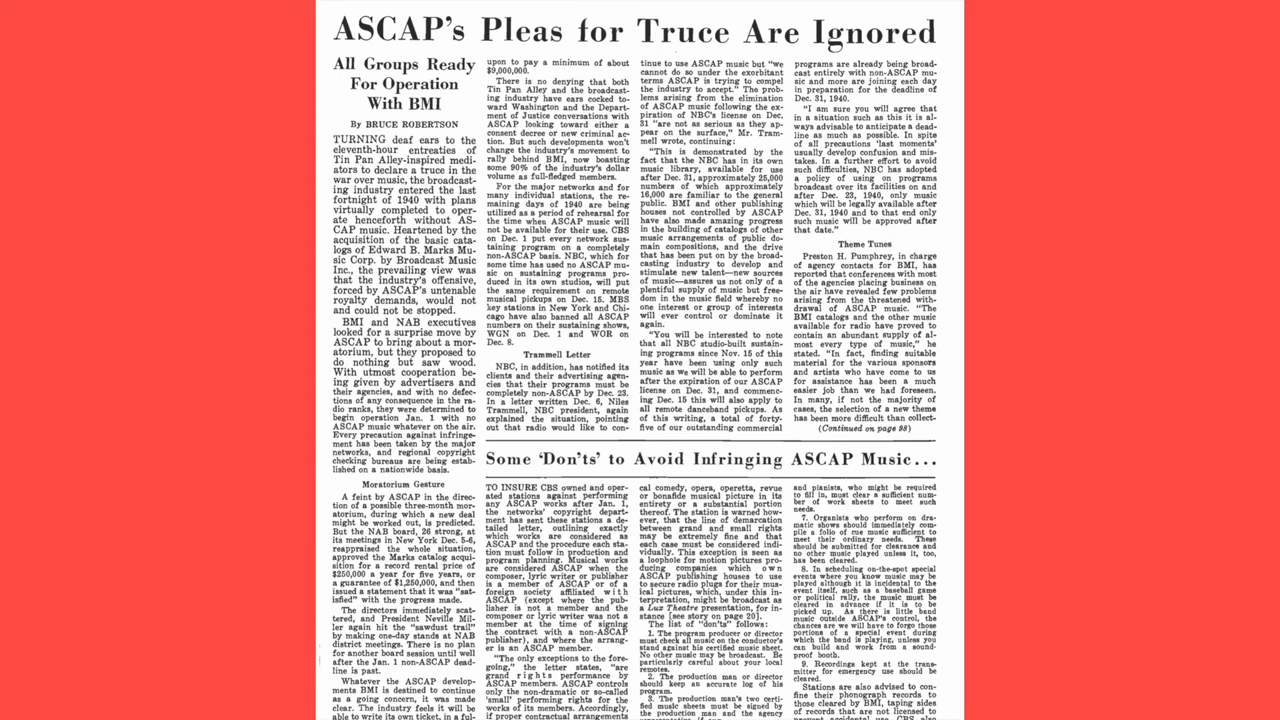 ASCAP's Pleas for Truce Are Ignored
All Groups Ready
For Operation
With BMI
By BRUCE ROBERTSON
TURNING deaf ears to the
eleventh-hour entreaties of
Tin Pan Alley-inspired medi-
ators to declare a truce in the
war over music, the broadcast-
ing industry entered the last
fortnight of 1940 with plans
virtually completed to oper-
ate henceforth without AS-
CAP music. Heartened by the
acquisition of the basic cata-
logs of Edward B. Marks Mu-
sic Corp. by Broadcast Music
Inc., the prevailing view was
that the industry's offensive,
forced by ASCAP's untenable
royalty demands, would not
and could not be stopped.
BMI and NAB executives
looked for a surprise move by
ASCAP to bring about a mor-
atorium, but they proposed to
do nothing but saw wood.
With utmost cooperation be-
ing given by advertisers and
their agencies, and with no defec-
tions of any consequence in the ra-
dio ranks, they were determined to
begin operation Jan. 1 with no
ASCAP music whatever on the air.
Every precaution against infringe-
ment has been taken by the major
networks, and regional copyright
checking bureaus are being estab-
lished on a nationwide basis.
Moratorium Gesture
A feint by ASCAP in the direc-
tion of a possible three-month mor-
atorium, during which a new deal
might be worked out, is predicted.
But the NAB board, 26 strong, at
its meetings in New York Dec. 5-6,
reappraised the whole situation,
approved the Marks catalog acqui-
sition for a record rental price of
$250,000 a year for five years, or
a guarantee of $1,250,000, and then
issued a statement that it was "sat-
isfied" with the progress made.
The directors immediately scat-
tered, and President Neville Mil-
ler again hit the "sawdust trail"
by making one-day stands at NAB
district meetings. There is no plan
for another board session until well
after the Jan. 1 non-ASCAP dead-
line is past.
Whatever the ASCAP develop-
ments BMI is destined to continue
as a going concern, it was made
clear. The industry feels it will be
able to write its own ticket, in a ful-
upon to pay a minimum of about
$9,000,000.
There is no denying that both
Tin Pan Alley and the broadcast-
ing industry have ears cocked to-
ward Washington and the Depart-
ment of Justice conversations with
ASCAP looking toward either a
consent decree or new criminal ac-
tion. But such developments won't
change the industry's movement to
rally behind BMI, now boasting
some 90% of the industry's dollar
volume as full-fledged members.
For the major networks and for
many individual stations, the re-
maining days of 1940 are being
utilized as a period of rehearsal for
the time when ASCAP music will
not be available for their use. CBS
on Dec. 1 put every network sus-
taining program on a completely
non-ASCAP basis. NBC, which for
some time has used no ASCAP mu-
sic on sustaining programs pro-
duced in its own studios, will put
the same requirement on remote
musical pickups on Dec. 15. MBS
key stations in New York and Chi-
cago have also banned all ASCAP
numbers on their sustaining shows,
WGN on Dec. 1 and WOR on
Dec. 8.
Trammell Letter
NBC, in addition, has notified its
clients and their advertising agen-
cies that their programs must be
completely non-ASCAP by Dec. 23.
In a letter written Dec. 6, Niles
Trammell, NBC president, again
explained the situation, pointing
out that radio would like to con-
tinue to use ASCAP music but "we
cannot do so under the exorbitant
terms ASCAP is trying to compel
the industry to accept." The prob-
lems arising from the elimination
of ASCAP music following the ex-
piration of NBC's license on Dec.
31 "are not as serious as they ap-
pear on the surface," Mr. Tram-
mell wrote, continuing:
"This is demonstrated by the
fact that the NBC has in its own
music library, available for use
after Dec. 31, approximately 25,000
numbers of which approximately
16,000 are familiar to the general
public. BMI and other publishing
houses not controlled by ASCAP
have also made amazing progress
in the building of catalogs of other
music arrangements of public do-
main compositions, and the drive
that has been put on by the broad-
casting industry to develop and
stimulate new talent—new sources
of music—assures us not only of a
plentiful supply of music but free-
dom in the music field whereby no
one interest or group of interests
will ever control or dominate it
again.
"You will be interested to note
that all NBC studio-built sustain-
ing programs since Nov. 15 of this
year have been using only such
music as we will be able to perform
after the expiration of our ASCAP
license on Dec. 31, and commenc-
ing Dec. 15 this will also apply to
all remote danceband pickups. As
of this writing, a total of forty-
five of our outstanding commercial
programs are already being broad-
cast entirely with non-ASCAP mu-
sic and more are joining each day
in preparation for the deadline of
Dec. 31, 1940.
"I am sure you will agree that
in a situation such as this it is al-
ways advisable to anticipate a dead-
line as much as possible. In spite
of all precautions 'last moments'
usually develop confusion and mis-
takes. In a further effort to avoid
such difficulties, NBC has adopted
a policy of using on programs
broadcast over its facilities on and
after Dec. 23, 1940, only music
which will be legally available after
Dec. 31, 1940 and to that end only
such music will be approved after
that date."
Theme Tunes
Preston H. Pumphrey, in charge
of agency contacts for BMI, has
reported that conferences with most
of the agencies placing business on
the air have revealed few problems
arising from the threatened with-
drawal of ASCAP music. "The
BMI catalogs and the other music
available for radio have proved to
contain an abundant supply of al-
most every type of music," he
stated. "In fact, finding suitable
material for the various sponsors
and artists who have come to us
for assistance has been a much
easier job than we had foreseen.
In many, if not the majority of
cases, the selection of a new theme
has been more difficult than collect-
(Continued on page 98)
Some 'Don'ts' to Avoid Infringing ASCAP Music...
TO INSURE CBS owned and oper-
ated stations against performing
any ASCAP works after Jan. 1,
the networks' copyright depart-
ment has sent these stations a de-
tailed letter, outlining exactly
which works are considered as
ASCAP and the procedure each sta-
tion must follow in production and
program planning. Musical works
are considered ASCAP when the
composer, lyric writer or publisher
is a member of ASCAP or of a
foreign society affiliated with
ASCAP (except where the pub-
lisher is not a member and the
composer or lyric writer was not a
member at the time of signing
the contract with a non-ASCAP
publisher), and where the arrang-
er is an ASCAP member.
"The only exceptions to the fore-
going," the letter states, "are
grand rights performance by
ASCAP members. ASCAP controls
only the non-dramatic or so-called
'small' performing rights for the
works of its members. Accordingly,
if proper contractual arrangements
cal comedy, opera, operetta, revue
or bonafide musical picture in its
entirety or a substantial portion
thereof. The station is warned how-
ever, that the line of demarcation
between grand and small rights
may be extremely fine and that
each case must be considered indi-
vidually. This exception is seen as
a loophole for motion pictures pro-
ducing companies which own
ASCAP publishing houses to use
to secure radio plugs for their mus-
ical pictures, which, under this in-
terpretation, might be broadcast as
a Lux Theatre presentation, for in-
stance [see story on page 20].
The list of "don'ts" follows:
1. The program producer or director
must check all music on the conductor's
stand against his certified music sheet.
No other music may be broadcast. Be
particularly careful about your local
remotes.
2. The production man or director
should keep an accurate log of his
program.
3. The production man's two certi-
fied music sheets must be signed by
the production man and the agency
and pianists, who might be required
to fill in, must clear a sufficient num-
ber of work sheets to meet such
needs.
7. Organists who perform on dra-
matic shows should immediately com-
pile a folio of cue music sufficient to
meet their ordinary needs. These
should be submitted for clearance and
no other music played unless it, too,
has been cleared.
8. In scheduling on-the-spot special
events where you know music may be
played although it is incidental to the
event itself, such as a baseball game
or political rally, the music must be
cleared in advance if it is to be
picked up. As there is little band
music outside ASCAP's control, the
chances are we will have to forgo those
portions of a special event during
which the band is playing, unless you
can build and work from a sound-
proof booth.
9. Recordings kept at the trans-
mitter for emergency use should be
cleared.
Stations are also advised to con-
fine their phonograph records to
those cleared by BMI, taping sides
of records that are not licensed to